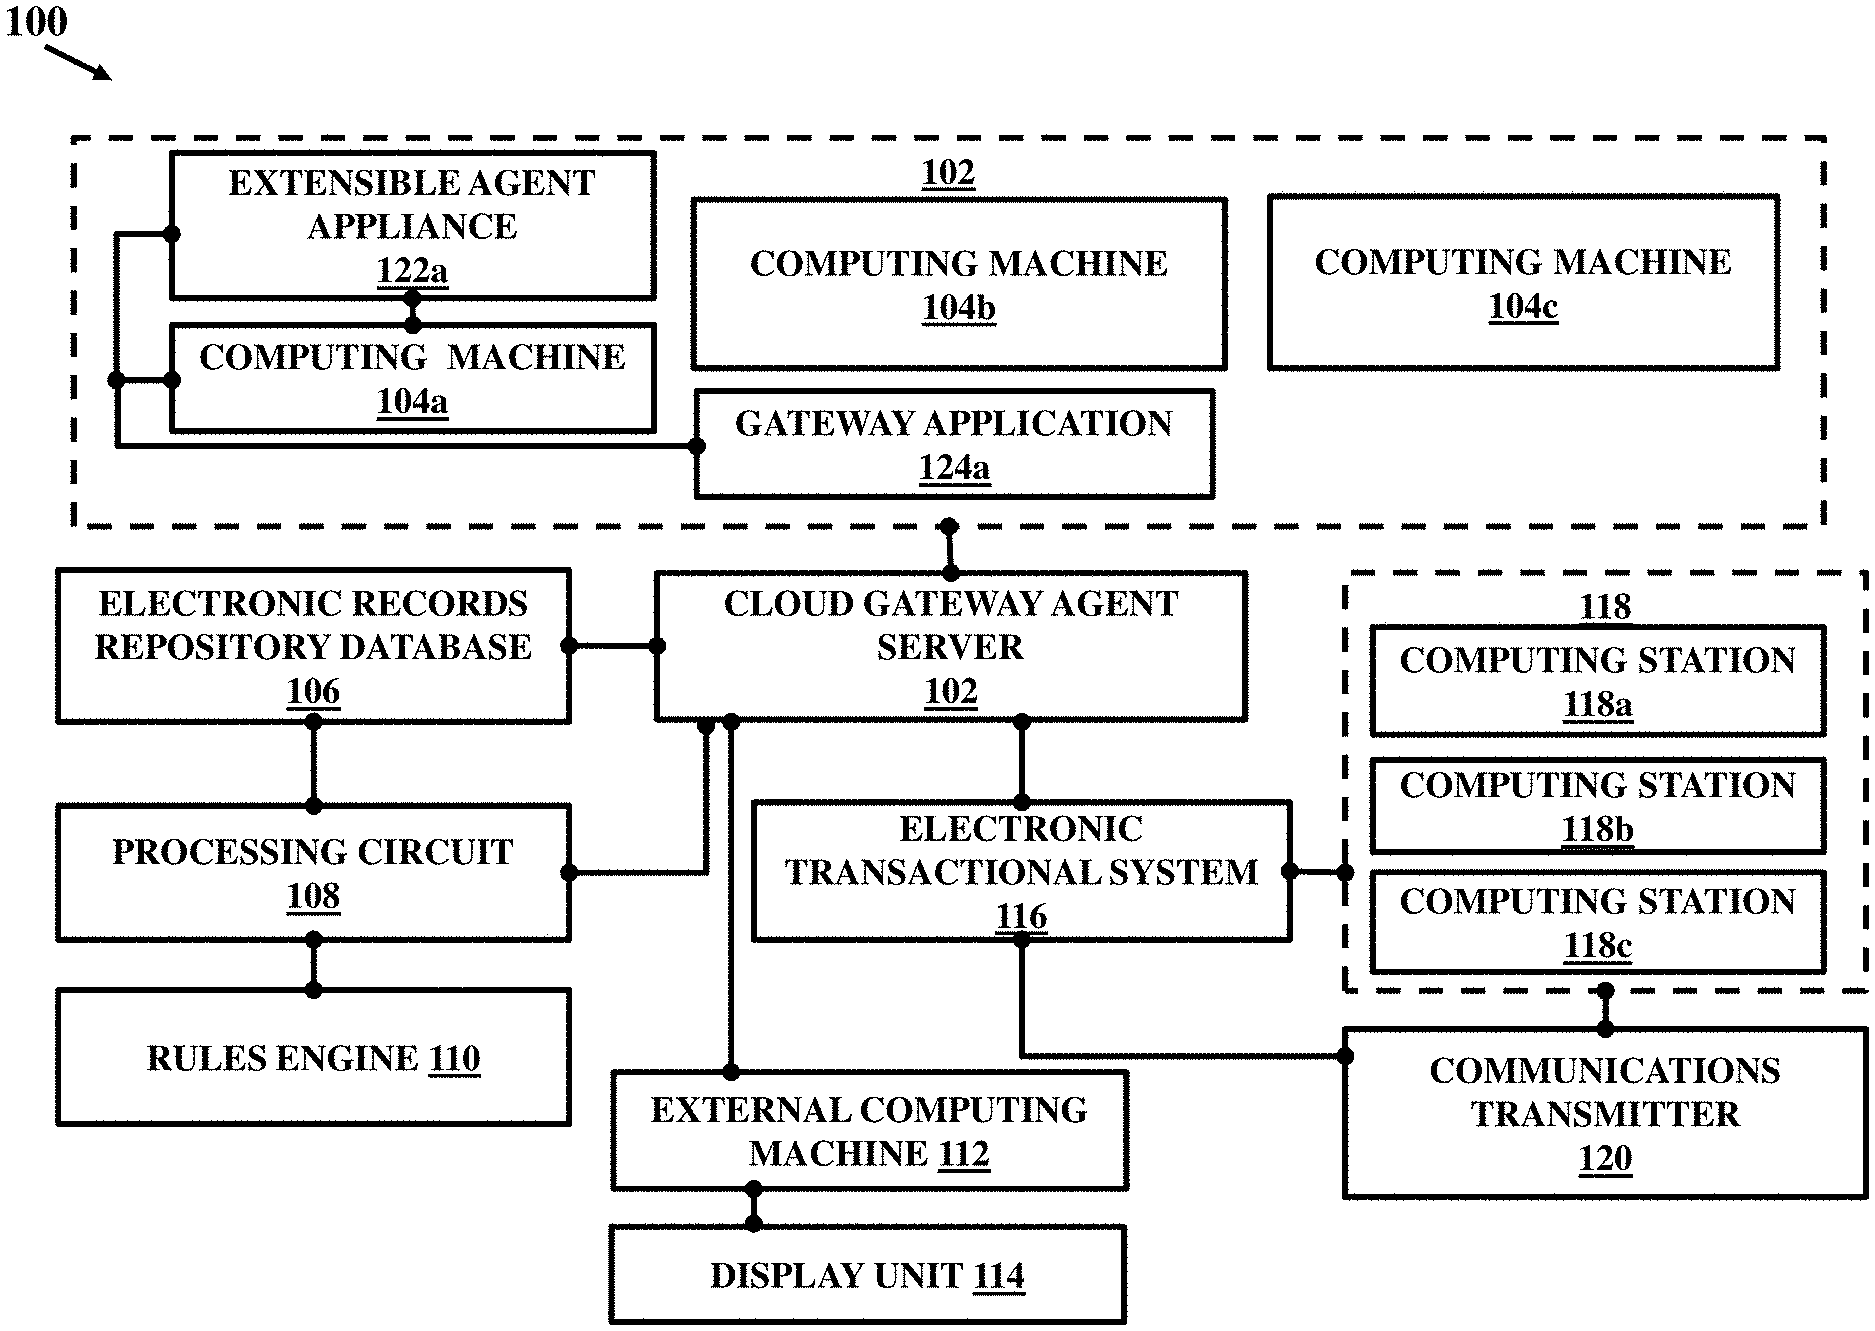 100
EXTENSIBLE AGENT
APPLIANCE
122a
102
COMPUTING MACHINE
104b
COMPUTING MACHINE
104c
COMPUTING MACHINE
104a
GATEWAY APPLICATION
124a
ELECTRONIC RECORDS
REPOSITORY DATABASE
106
CLOUD GATEWAY AGENT
SERVER
102
118
COMPUTING STATION
118a
COMPUTING STATION
118b
COMPUTING STATION
118c
PROCESSING CIRCUIT
108
ELECTRONIC
TRANSACTIONAL SYSTEM
116
RULES ENGINE 110
EXTERNAL COMPUTING
MACHINE 112
COMMUNICATIONS
TRANSMITTER
120
DISPLAY UNIT 114